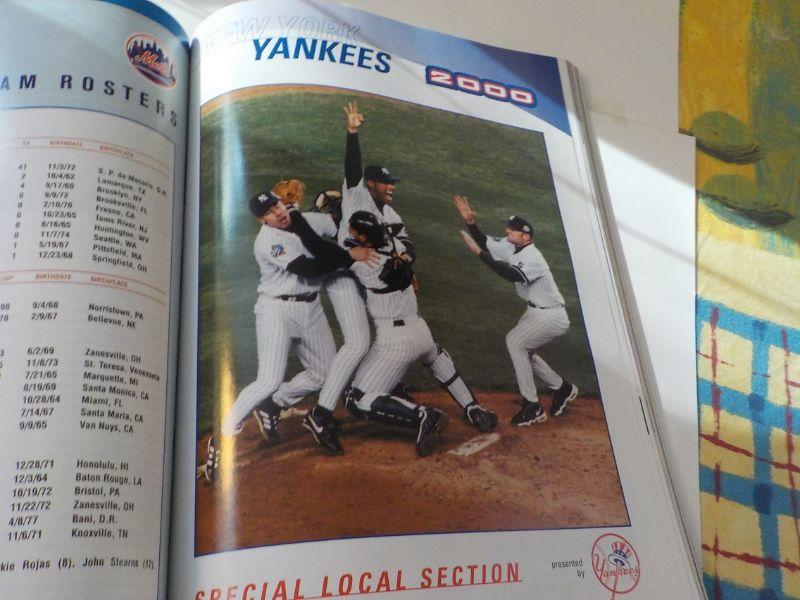 Mets
AM ROSTERS
SV BIRTHDATE BIRTHPLACE
41 11/3/72 S. P. de Macoris, D.R.
2 10/4/62 Lamarque, TX
4 9/17/60 Brooklyn, NY
0 9/9/72 Brooksville, FL
0 2/10/70 Fresno, CA
0 10/23/65 Toms River, NJ
0 8/16/65 Huntington, WV
0 11/7/74 Seattle, WA
1 5/19/67 Pittsfield, MA
1 12/23/68 Springfield, OH
BIRTHDATE BIRTHPLACE
9/4/68 Norristown, PA
2/9/67 Bellevue, NE
6/2/69 Zanesville, OH
11/8/73 St. Teresa, Venezuela
7/21/65 Marquette, MI
8/19/69 Santa Monica, CA
10/28/64 Miami, FL
7/14/67 Santa Maria, CA
9/9/65 Van Nuys, CA
12/28/71 Honolulu, HI
12/3/64 Baton Rouge, LA
10/19/72 Bristol, PA
11/22/72 Zanesville, OH
4/8/77 Bani, D.R.
11/6/71 Knoxville, TN
kie Rojas (8), John Stearns (12),
NEW YORK
YANKEES
2000
SPECIAL LOCAL SECTION
presented
by
Yankees